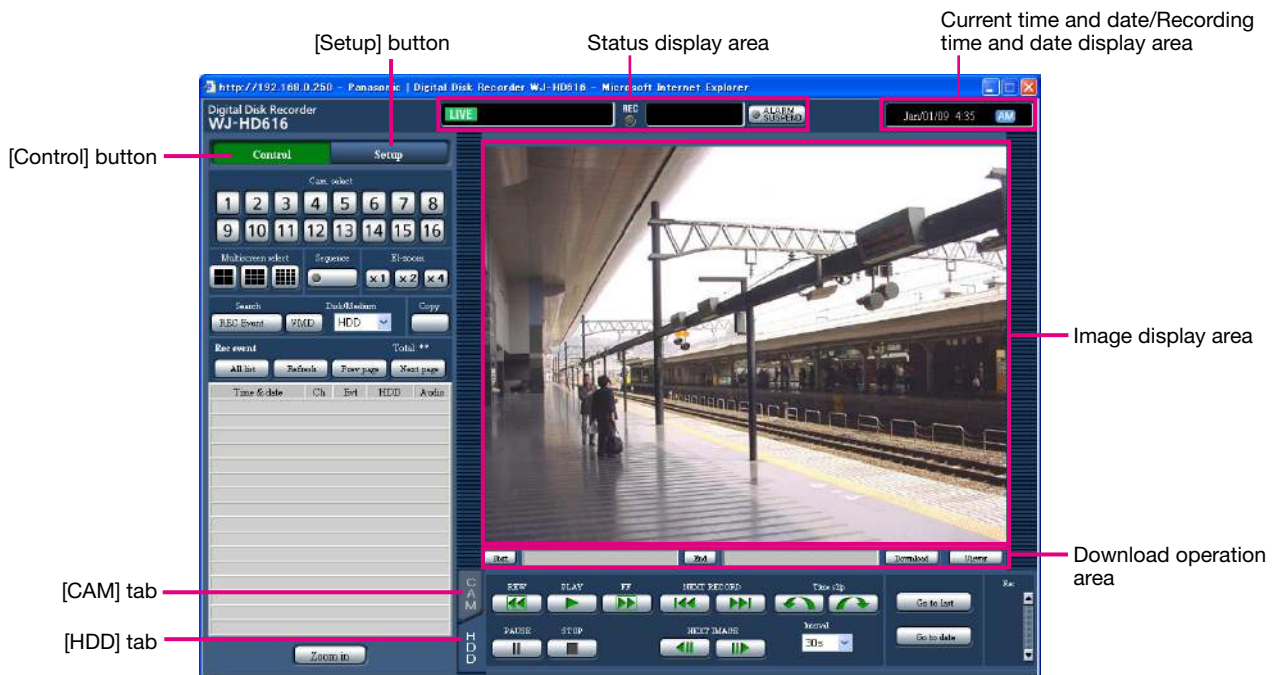 Current time and date/Recording
time and date display area
[Setup] button
Status display area
http://192.168.0.250 - Panasonic | Digital Disk Recorder WJ-HD616 - Microsoft Internet Explorer
Digital Disk Recorder
WJ-HD616
LIVE
REC
ALARM
SUSPEND
Jan/01/09 4:35 AM
[Control] button
Control
Setup
Cam. select
1 2 3 4 5 6 7 8
9 10 11 12 13 14 15 16
Multiscreen select
Sequence
El-zoom
x1 x2 x4
Search
Disk/Medium
Copy
REC Event
VMD
HDD
Rec event
Total: **
All list
Refresh
Prev page
Next page
Time & date Ch Evt HDD Audio
Image display area
Start
End
Download
Viewer
Download operation
area
[CAM] tab
CAM
REW PLAY FF NEXT RECORD Time slip
Go to last
Rec
[HDD] tab
HDD
PAUSE STOP NEXT IMAGE Interval
30s
Go to date
Zoom in